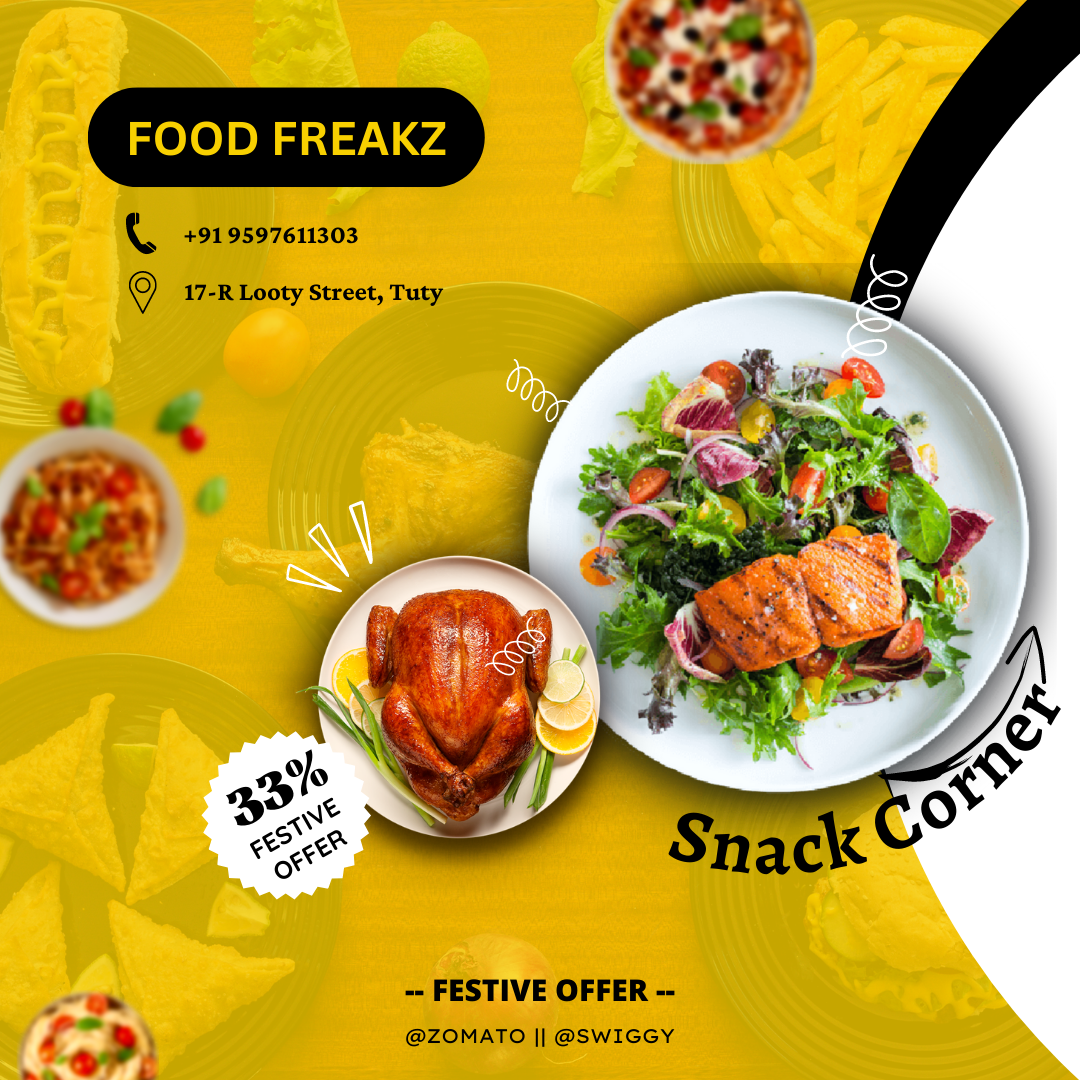 FOOD FREAKZ
+91 9597611303
17-R Looty Street, Tuty
33%
FESTIVE
OFFER
Snack Corner
-- FESTIVE OFFER --
@ZOMATO || @SWIGGY